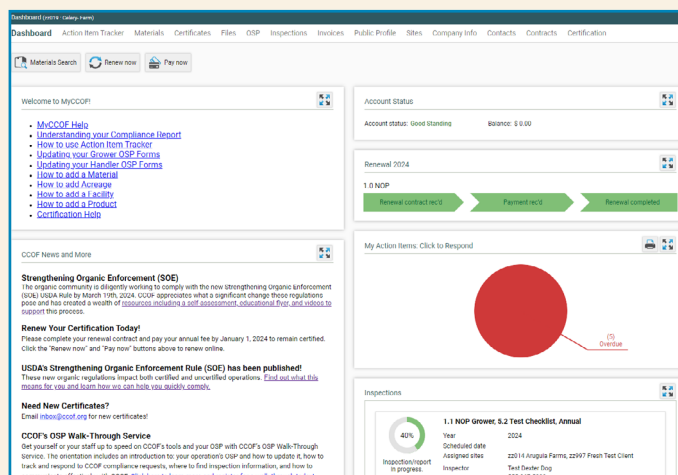 Dashboard (cr019 - Celery, Farm)
Dashboard Action Item Tracker Materials Certificates Files OSP Inspections Invoices Public Profile Sites Company Info Contacts Contracts Certification
Materials Search Renew now Pay now
Welcome to MyCCOF!
MyCCOF Help
Understanding your Compliance Report
How to use Action Item Tracker
Updating your Grower OSP Forms
Updating your Handler OSP Forms
How to add a Material
How to add Acreage
How to add a Facility
How to add a Product
Certification Help
CCOF News and More
Strengthening Organic Enforcement (SOE)
The organic community is diligently working to comply with the new Strengthening Organic Enforcement
(SOE) USDA Rule by March 19th, 2024. CCOF appreciates what a significant change these regulations
pose and has created a wealth of resources including a self assessment, educational flyer, and videos to
support this process.
Renew Your Certification Today!
Please complete your renewal contract and pay your annual fee by January 1, 2024 to remain certified.
Click the "Renew now" and "Pay now" buttons above to renew online.
USDA's Strengthening Organic Enforcement Rule (SOE) has been published!
These new organic regulations impact both certified and uncertified operations. Find out what this
means for you and learn how we can help you quickly comply.
Need New Certificates?
Email inbox@ccof.org for new certificates!
CCOF's OSP Walk-Through Service
Get yourself or your staff up to speed on CCOF's tools and your OSP with CCOF's OSP Walk-Through
Service. The orientation includes an introduction to: your operation's OSP and how to update it, how to
track and respond to CCOF compliance requests, where to find inspection information, and how to
Account Status
Account status: Good Standing Balance: $ 0.00
Renewal 2024
1.0 NOP
Renewal contract rec'd Payment rec'd Renewal completed
My Action Items: Click to Respond
(5)
Overdue
Inspections
40%
Inspection/report
in progress.
1.1 NOP Grower, 5.2 Test Checklist, Annual
Year 2024
Scheduled date
Assigned sites zz014 Arugula Farms, zz997 Fresh Test Client
Inspector Test Dexter Dog